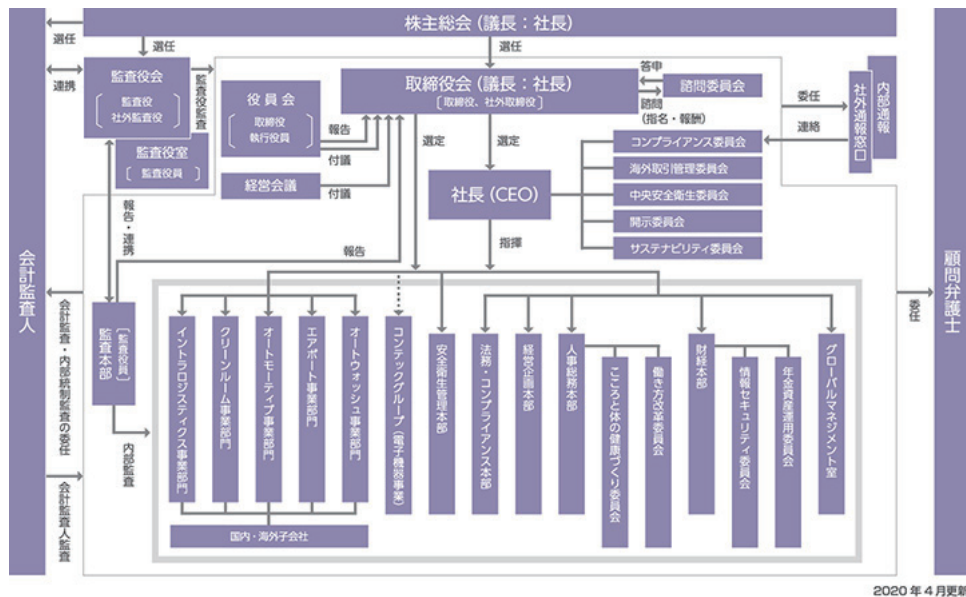 株主総会(議長:社長)
選任
選任
選任
連携
監査役会
監査役
社外監査役
監査役監査
監査役室
[監査役員]
役員会
取締役
執行役員
報告
付議
経営会議
付議
取締役会(議長:社長)
[取締役、社外取締役]
答申
諮問
(指名・報酬)
諮問委員会
委任
連絡
社外通報窓口
内部通報
選定
選定
社長(CEO)
コンプライアンス委員会
海外取引管理委員会
中央安全衛生委員会
開示委員会
サステナビリティ委員会
指揮
報告・連携
報告
会計監査人
顧問弁護士
委任
会計監査・内部統制監査の委任
監査本部
[監査役員]
内部監査
会計監査人監査
イントラロジスティクス事業部門
クリーンルーム事業部門
オートモーティブ事業部門
エアポート事業部門
オートウォッシュ事業部門
コンテックグループ(電子機器事業)
安全衛生管理本部
法務・コンプライアンス本部
経営企画本部
人事総務本部
こころと体の健康づくり委員会
働き方改革委員会
財経本部
情報セキュリティ委員会
年金資産運用委員会
グローバルマネジメント室
国内・海外子会社
2020年4月更新